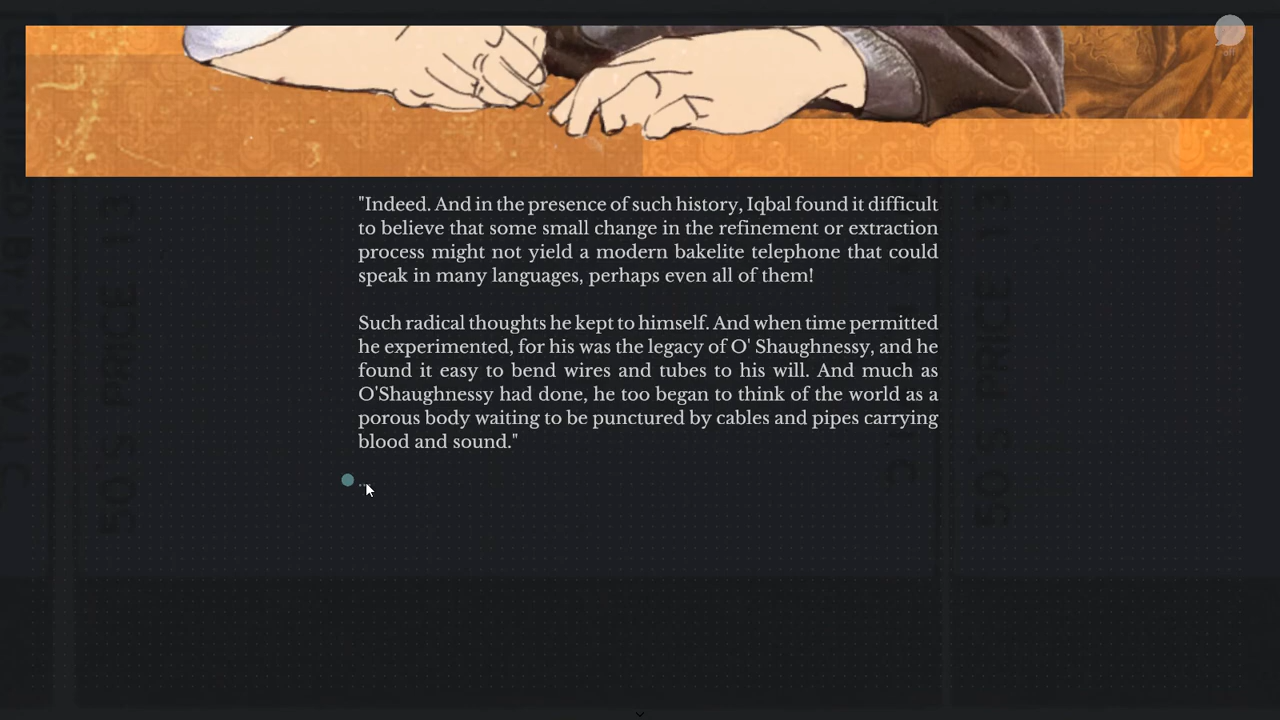 "Indeed. And in the presence of such history, Iqbal found it difficult
to believe that some small change in the refinement or extraction
process might not yield a modern bakelite telephone that could
speak in many languages, perhaps even all of them!
Such radical thoughts he kept to himself. And when time permitted
he experimented, for his was the legacy of O' Shaughnessy, and he
found it easy to bend wires and tubes to his will. And much as
O'Shaughnessy had done, he too began to think of the world as a
porous body waiting to be punctured by cables and pipes carrying
blood and sound."
...